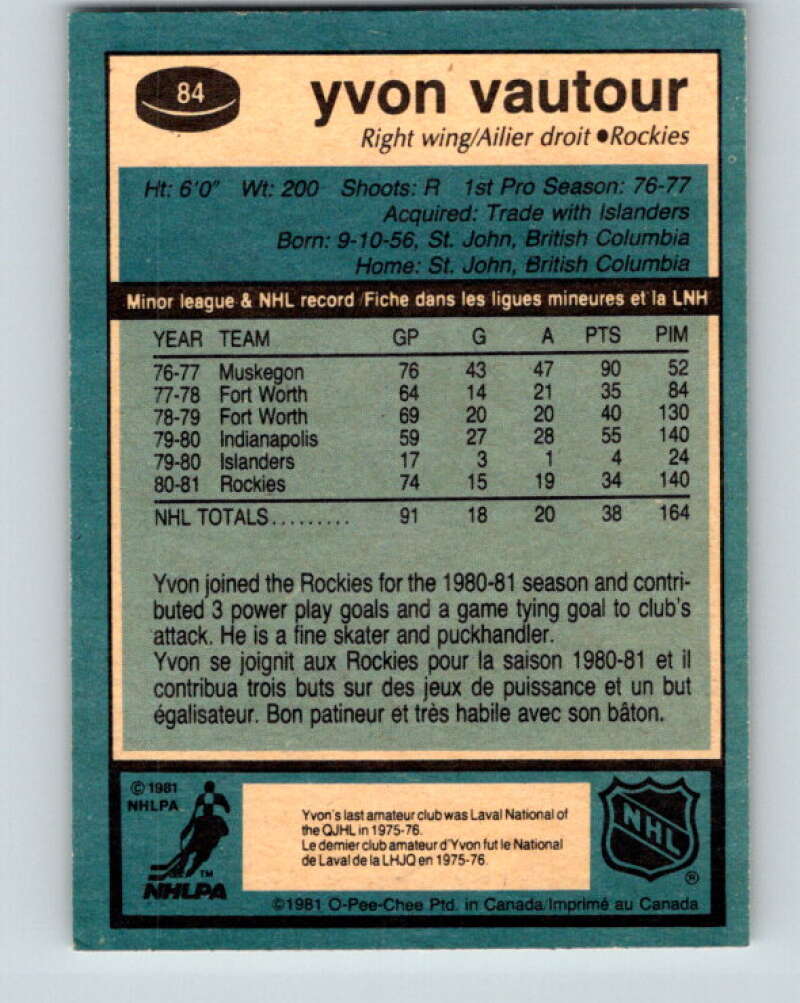 84
yvon vautour
Right wing/Ailier droit ●Rockies
Ht: 6'0" Wt: 200 Shoots: R 1st Pro Season: 76-77
Acquired: Trade with Islanders
Born: 9-10-56, St. John, British Columbia
Home: St. John, British Columbia
Minor league & NHL record/Fiche dans les ligues mineures et la LNH
YEAR TEAM GP G A PTS PIM
76-77 Muskegon 76 43 47 90 52
77-78 Fort Worth 64 14 21 35 84
78-79 Fort Worth 69 20 20 40 130
79-80 Indianapolis 59 27 28 55 140
79-80 Islanders 17 3 1 4 24
80-81 Rockies 74 15 19 34 140
NHL TOTALS......... 91 18 20 38 164
Yvon joined the Rockies for the 1980-81 season and contri-
buted 3 power play goals and a game tying goal to club's
attack. He is a fine skater and puckhandler.
Yvon se joignit aux Rockies pour la saison 1980-81 et il
contribua trois buts sur des jeux de puissance et un but
égalisateur. Bon patineur et très habile avec son bâton.
© 1981
NHLPA
TM
NHLPA
Yvon's last amateur club was Laval National of
the QJHL in 1975-76.
Le dernier club amateur d'Yvon fut le National
de Laval de la LHJQ en 1975-76.
NHL
®
©1981 O-Pee-Chee Ptd. in Canada/Imprimé au Canada